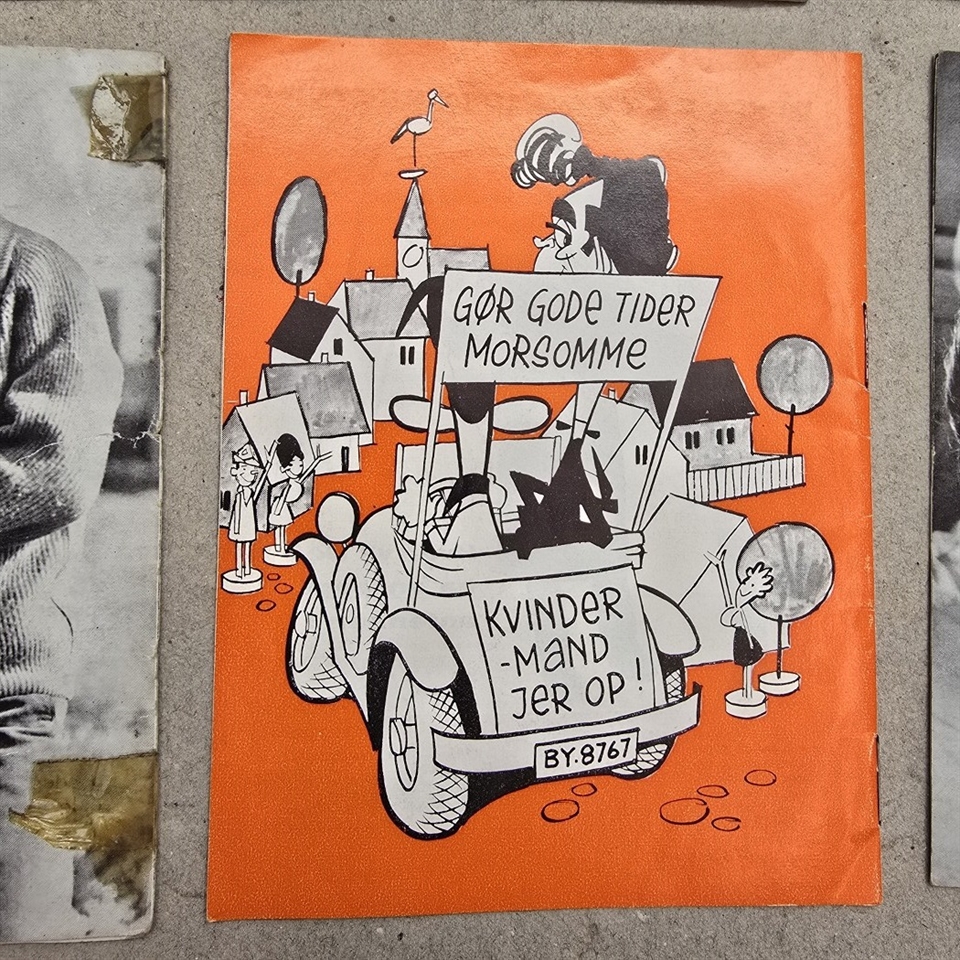 GØR GODE TIDER
MORSOMME
KVINDER
-MAND
JER OP!
BY.8767